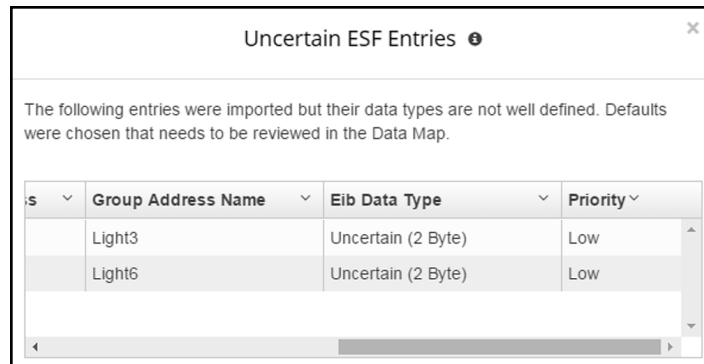 Uncertain ESF Entries
The following entries were imported but their data types are not well defined. Defaults
were chosen that needs to be reviewed in the Data Map.
s Group Address Name Eib Data Type Priority
Light3 Uncertain (2 Byte) Low
Light6 Uncertain (2 Byte) Low